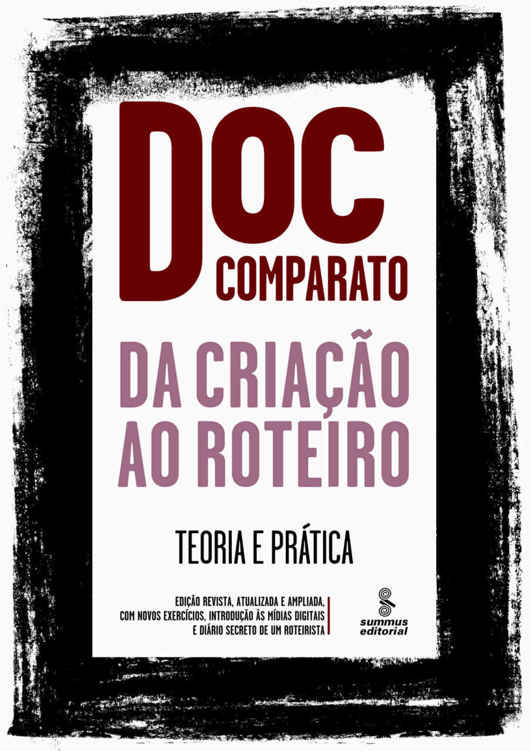 DOC
COMPARATO
DA CRIAÇÃO
AO ROTEIRO
TEORIA E PRÁTICA
EDIÇÃO REVISTA, ATUALIZADA E AMPLIADA,
COM NOVOS EXERCÍCIOS, INTRODUÇÃO ÀS MÍDIAS DIGITAIS
E DIÁRIO SECRETO DE UM ROTEIRISTA
summus
editorial